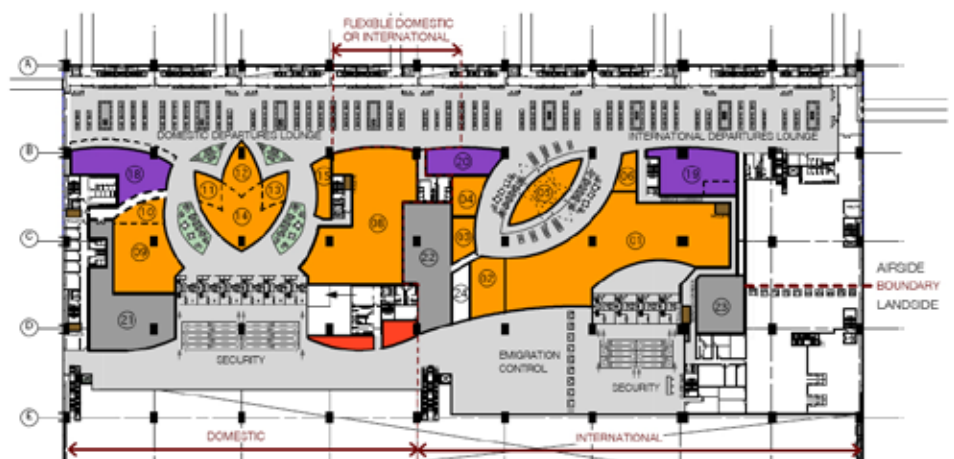 FLEXIBLE DOMESTIC
OR INTERNATIONAL
A
DOMESTIC DEPARTURES LOUNGE
INTERNATIONAL DEPARTURES LOUNGE
B
18
12
11
13
15
20
19
06
05
04
10
14
08
C
09
03
01
22
02
24
21
23
AIRSIDE
BOUNDARY
LANDSIDE
D
SECURITY
EMIGRATION
CONTROL
SECURITY
E
DOMESTIC
INTERNATIONAL